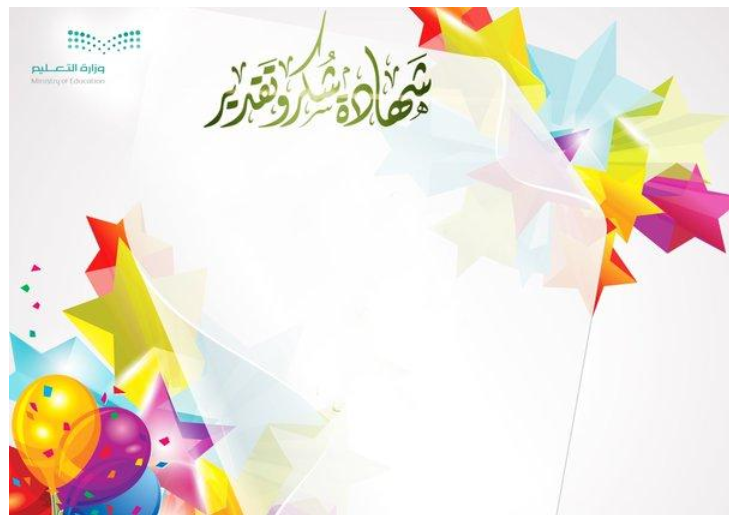 شهادة شكر وتقدير
وزارة التعليم
Ministry of Education